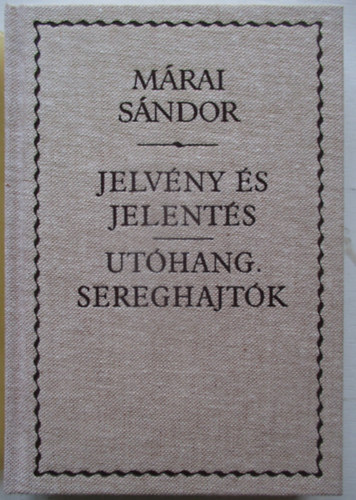 MÁRAI
SÁNDOR
JELVÉNY ÉS
JELENTÉS
UTÓHANG.
SEREGHAJTÓK